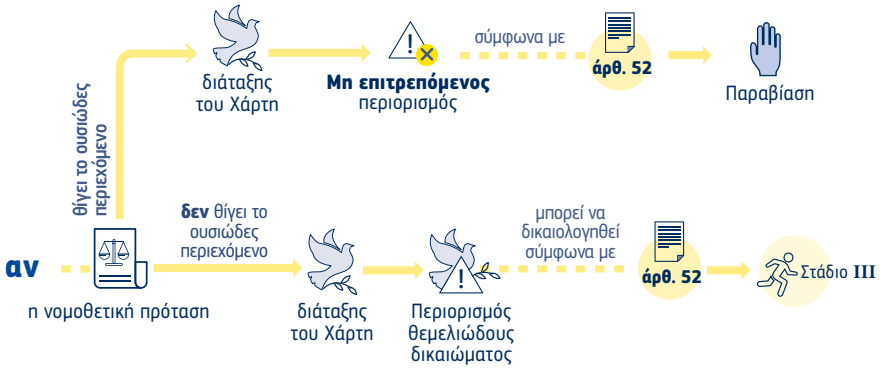 θίγει το ουσιώδες
περιεχόμενο
διάταξης
του Χάρτη
Μη επιτρεπόμενος
περιορισμός
σύμφωνα με
άρθ. 52
Παραβίαση
αν
η νομοθετική πρόταση
δεν θίγει το
ουσιώδες
περιεχόμενο
διάταξης
του Χάρτη
Περιορισμός
θεμελιώδους
δικαιώματος
μπορεί να
δικαιολογηθεί
σύμφωνα με
άρθ. 52
Στάδιο III